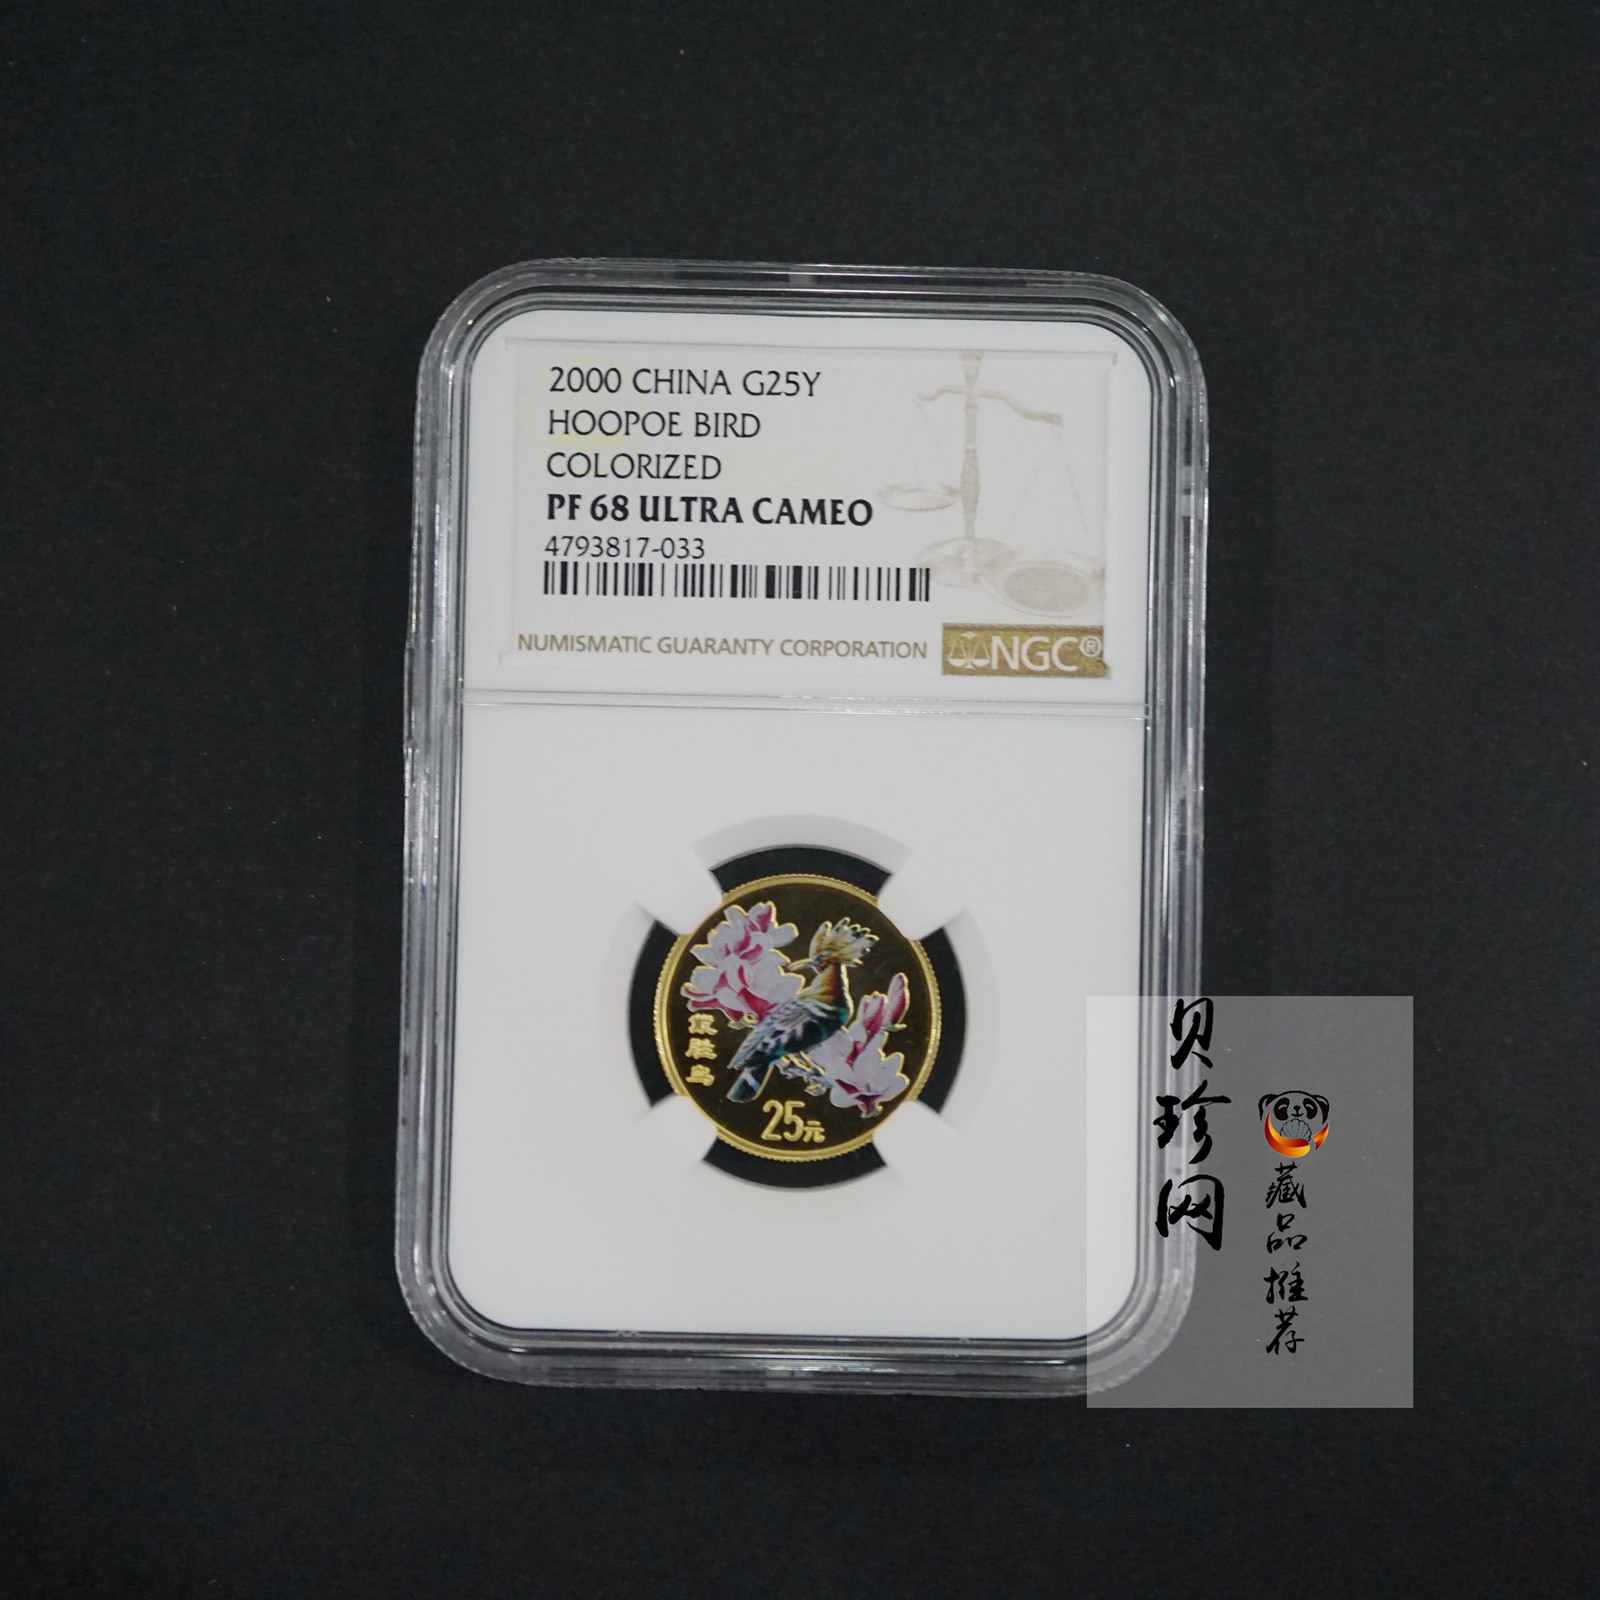 2000 CHINA G25Y
HOOPOE BIRD
COLORIZED
PF 68 ULTRA CAMEO
4793817-033
NUMISMATIC GUARANTY CORPORATION
NGC®
戴胜鸟
25元
贝珍网
藏品推荐